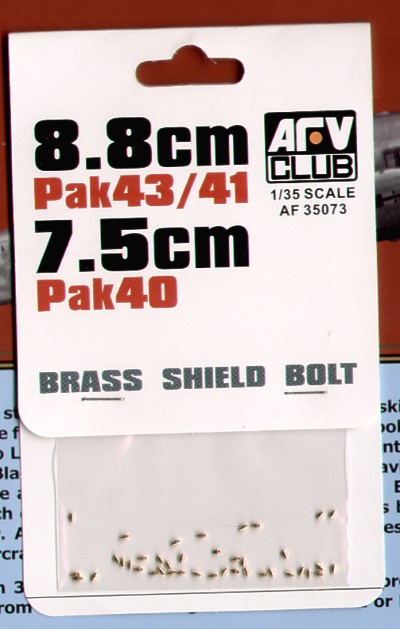 8.8cm
Pak43/41
AFV
CLUB
1/35 SCALE
AF 35073
7.5cm
Pak40
BRASS SHIELD BOLT